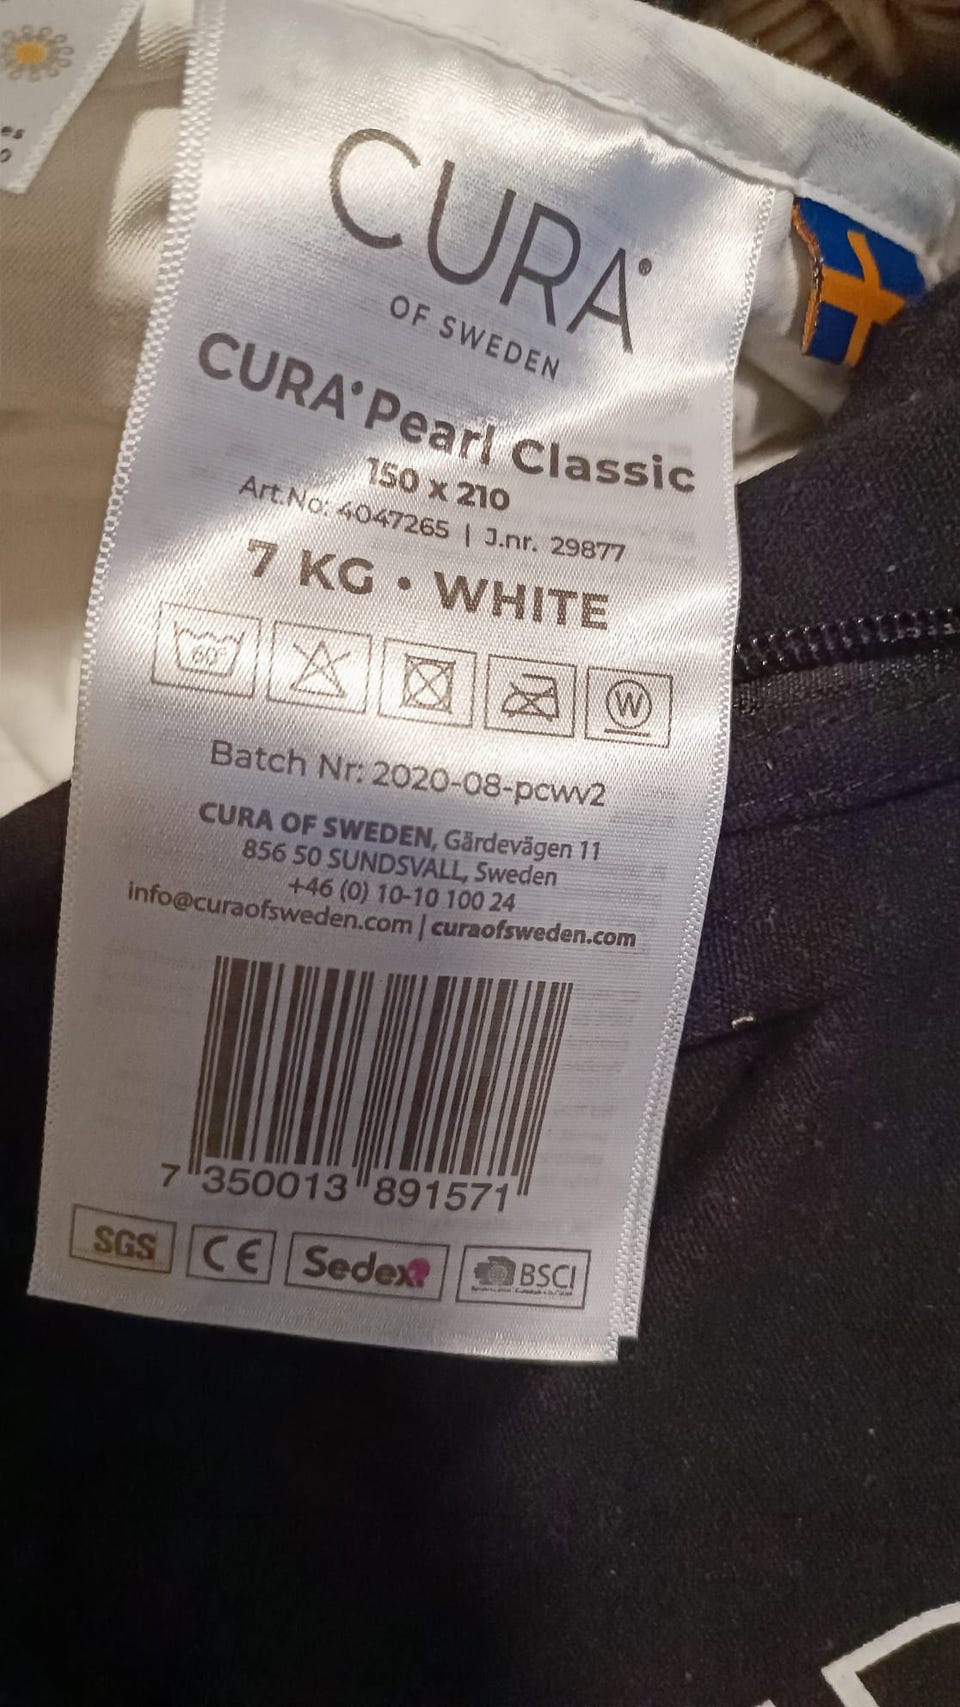 es
CURA®
OF SWEDEN
CURA® Pearl Classic
150 x 210
Art.No: 4047265 | J.nr. 29877
7 KG • WHITE
60°
W
Batch Nr: 2020-08-pcwv2
CURA OF SWEDEN, Gärdevägen 11
856 50 SUNDSVALL, Sweden
+46 (0) 10-10 100 24
info@curaofsweden.com | curaofsweden.com
7 350013 891571
SGS CE Sedex BSCI